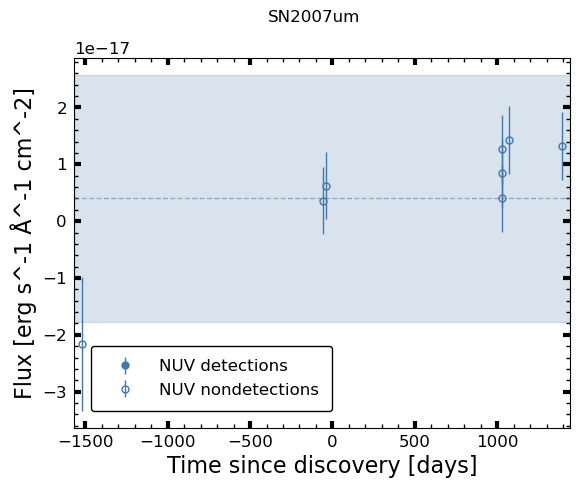 SN2007um
1e−17
2
1
0
−1
−2
−3
Flux [erg s^-1 Å^-1 cm^-2]
NUV detections
NUV nondetections
−1500 −1000 −500 0 500 1000
Time since discovery [days]